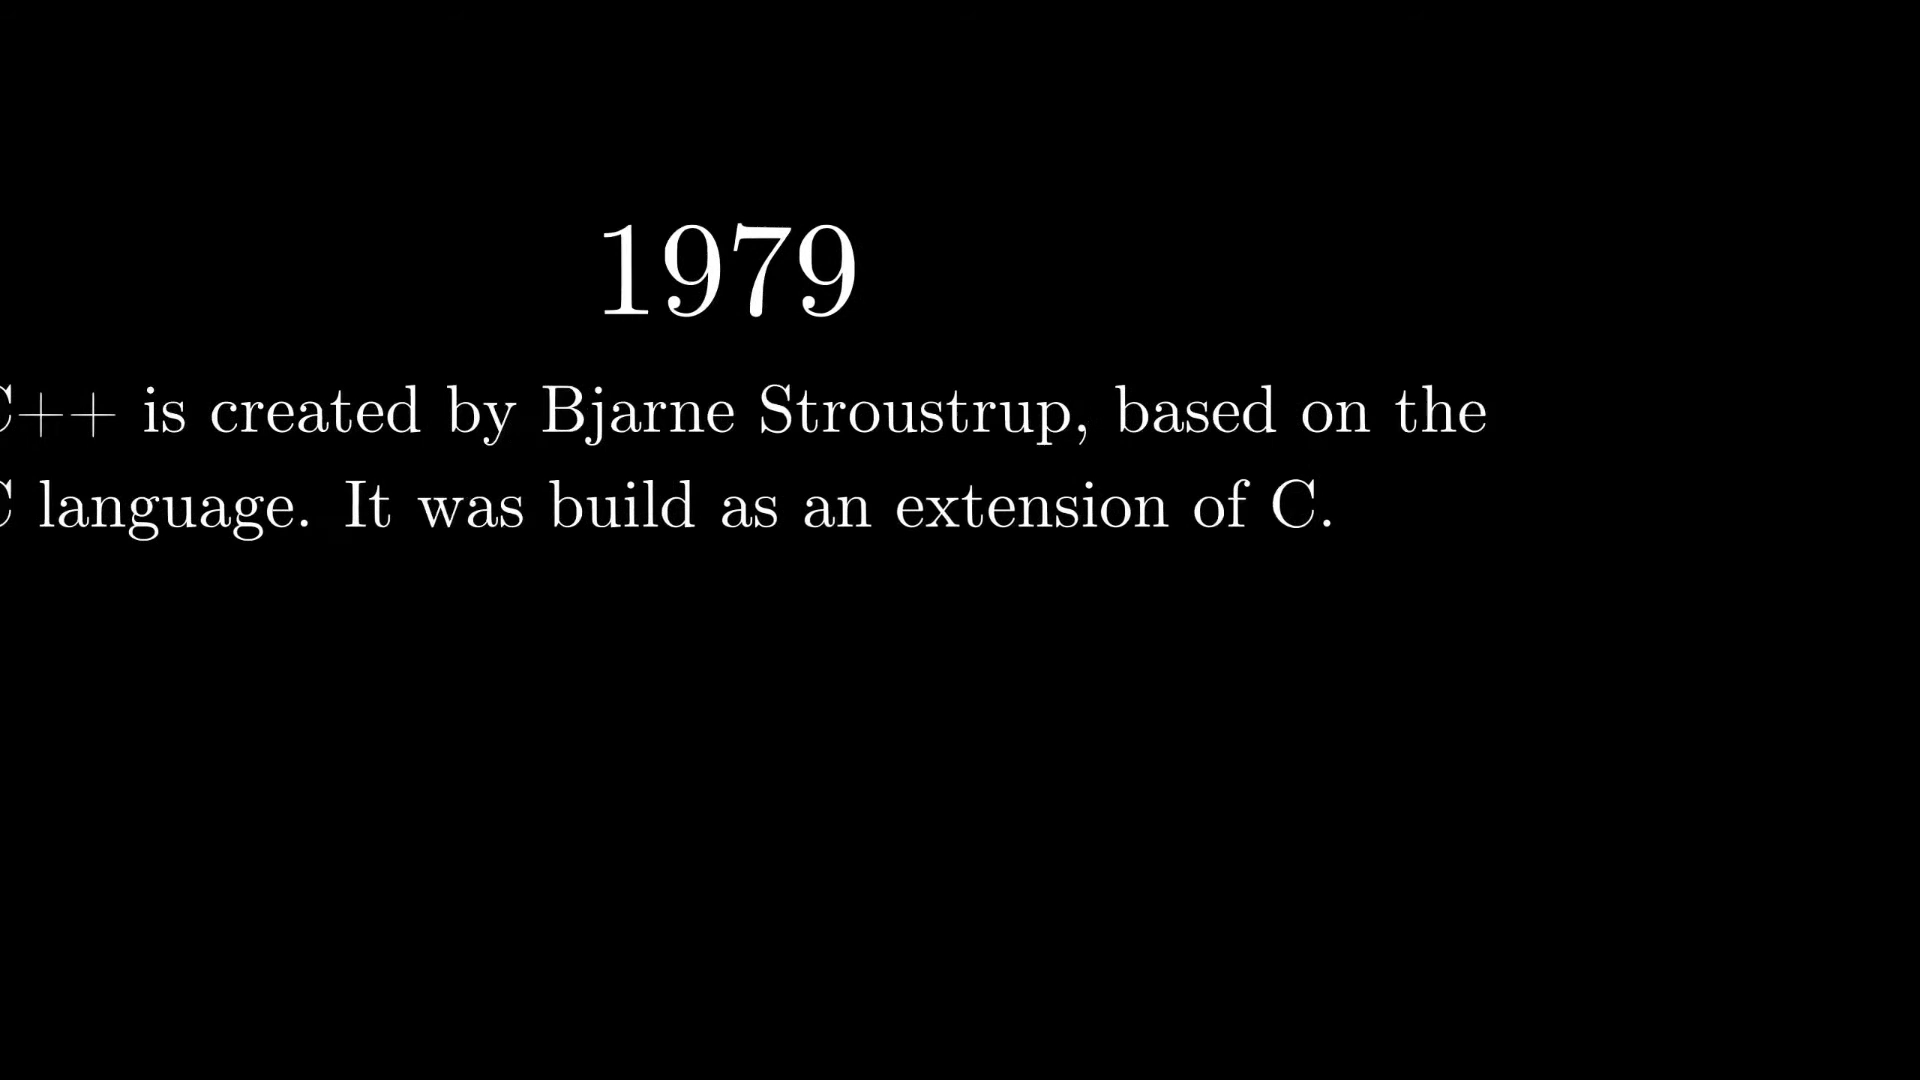 1979
C++ is created by Bjarne Stroustrup, based on the
C language. It was build as an extension of C.